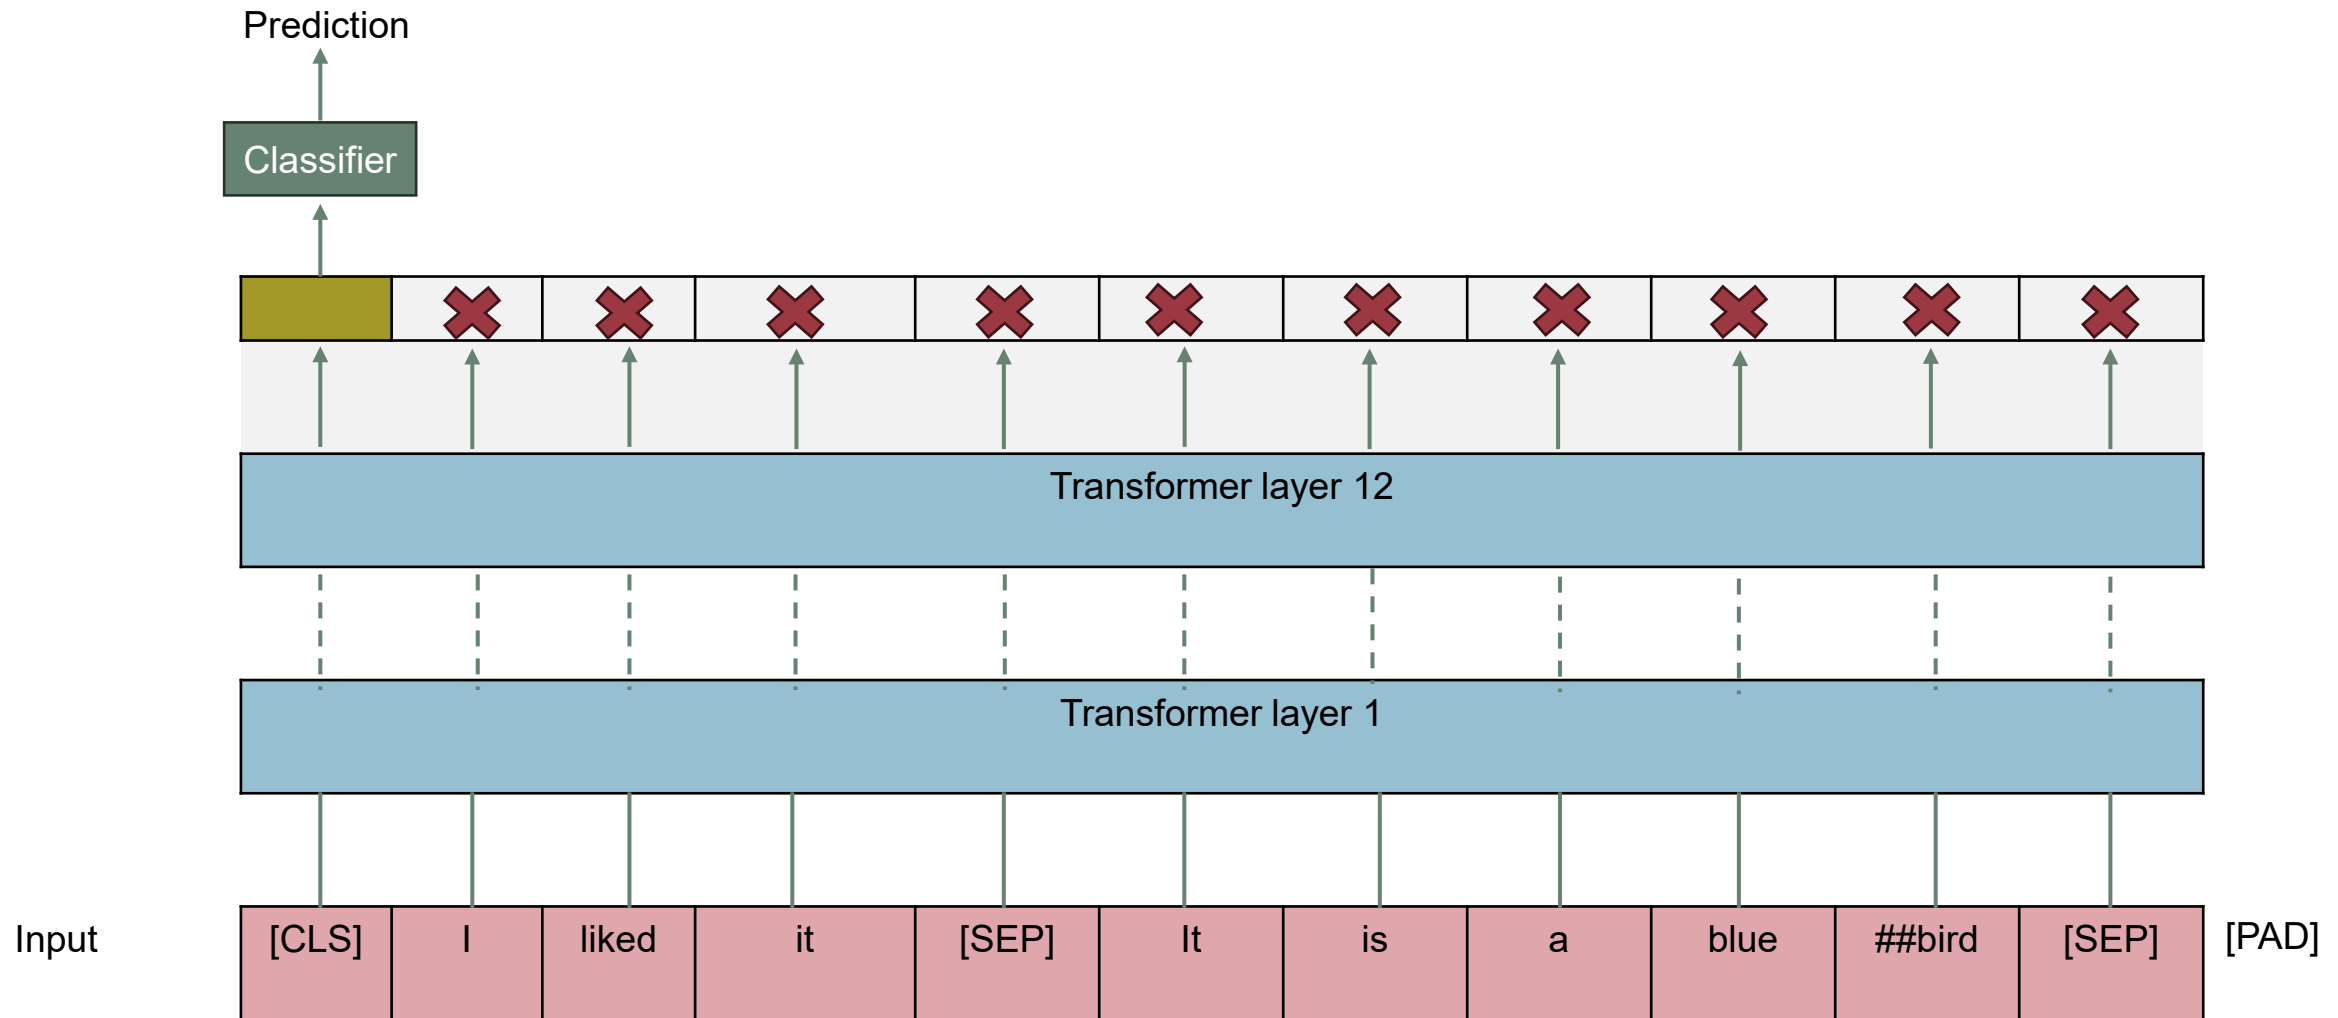 Prediction
Classifier
Transformer layer 12
Transformer layer 1
Input [CLS] I liked it [SEP] It is a blue ##bird [SEP] [PAD]